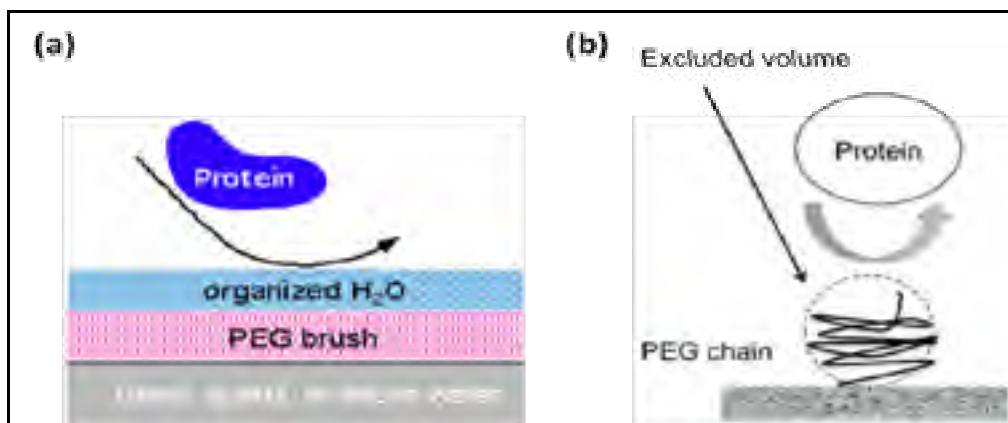 (a)
Protein
organized H₂O
PEG brush
(b)
Excluded volume
Protein
PEG chain